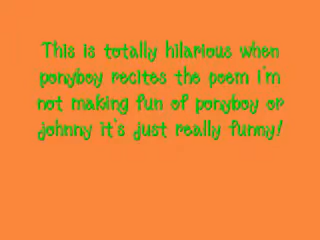 This is totally hilarious when
ponyboy recites the poem i'm
not making fun of ponyboy or
johnny it's just really funny!